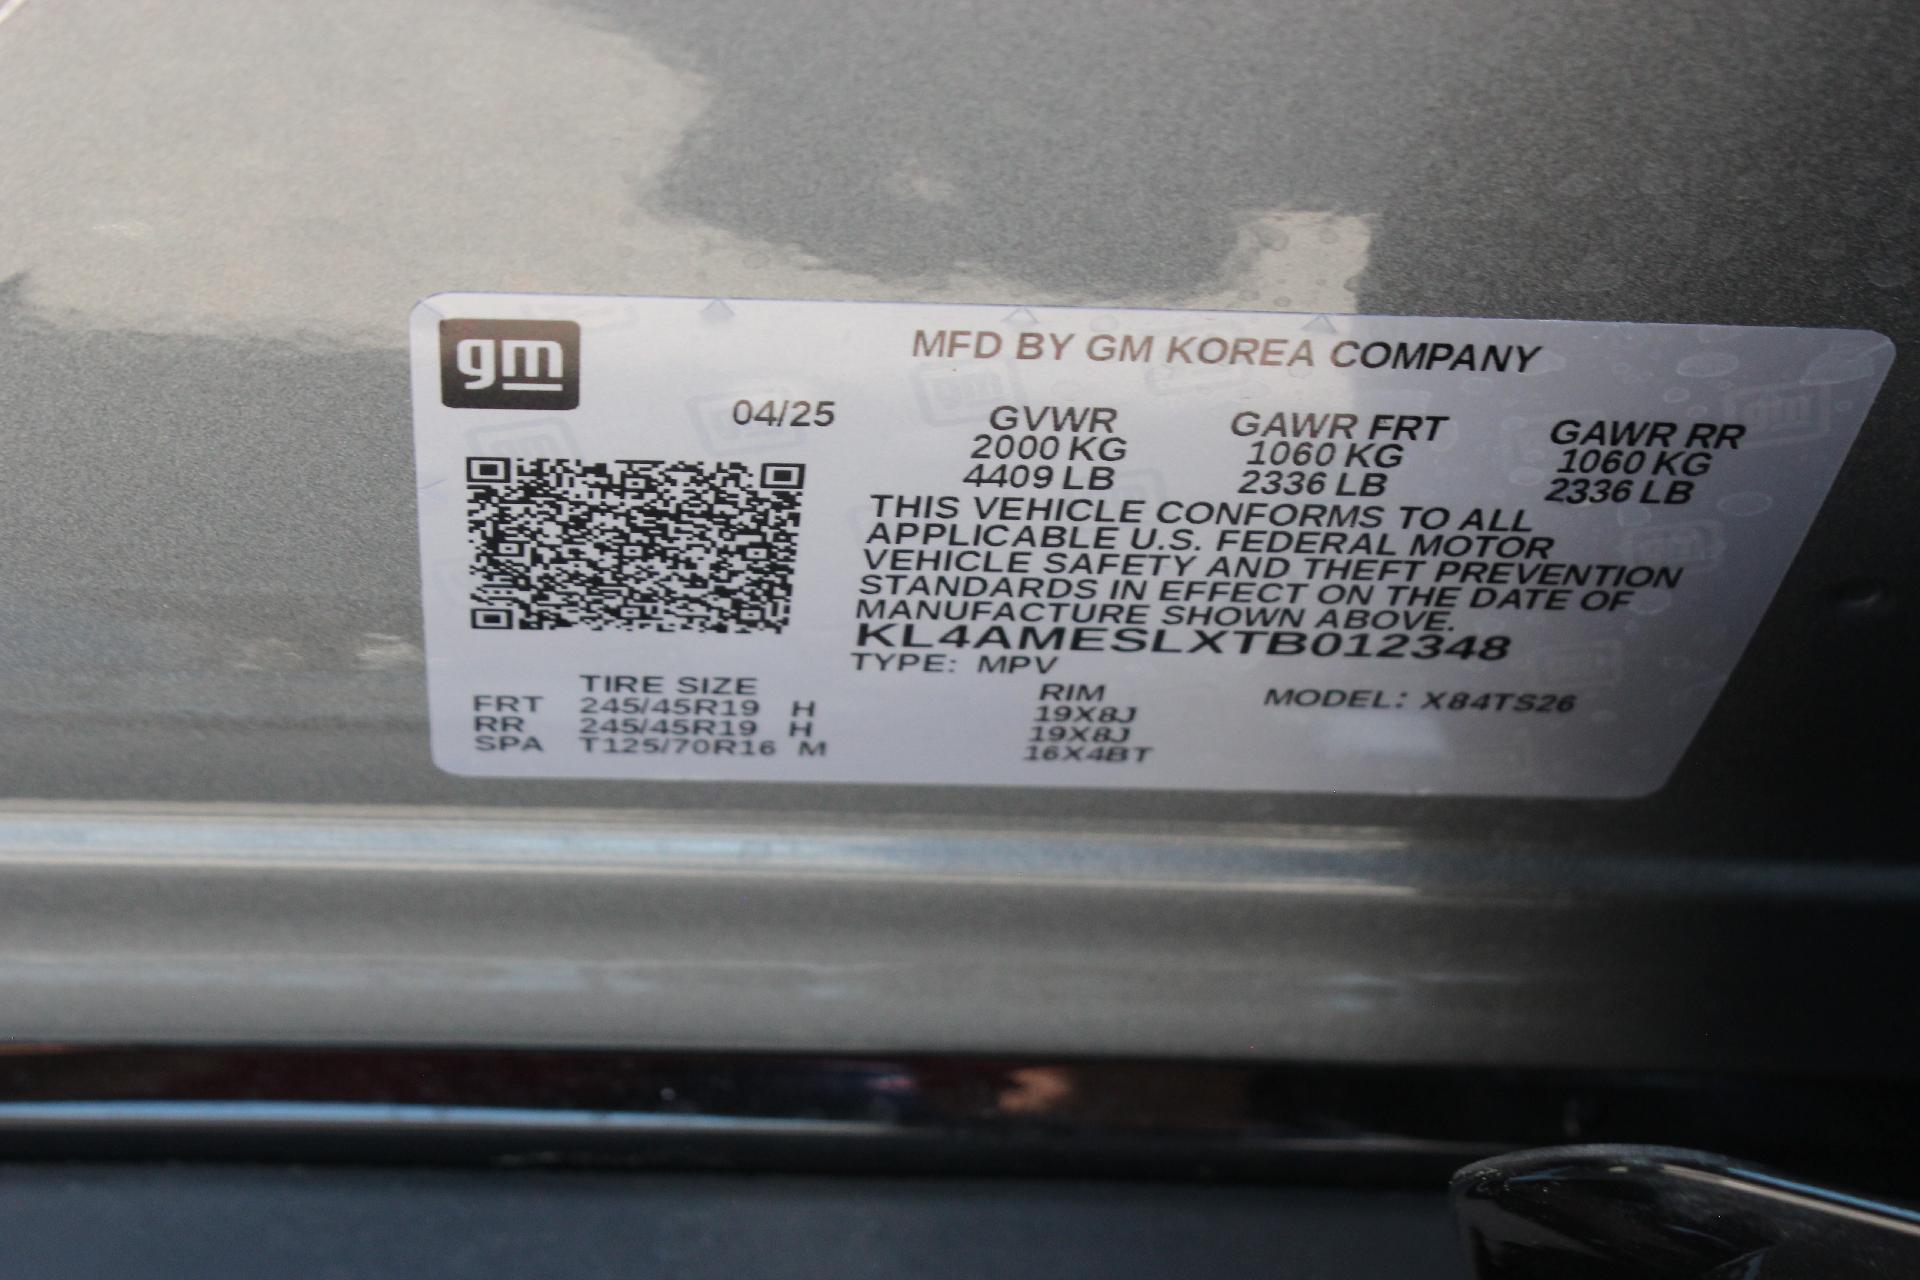 gm
MFD BY GM KOREA COMPANY
04/25
GVWR GAWR FRT GAWR RR
2000 KG 1060 KG 1060 KG
4409 LB 2336 LB 2336 LB
THIS VEHICLE CONFORMS TO ALL
APPLICABLE U.S. FEDERAL MOTOR
VEHICLE SAFETY AND THEFT PREVENTION
STANDARDS IN EFFECT ON THE DATE OF
MANUFACTURE SHOWN ABOVE.
KL4AMESLXTB012348
TYPE: MPV
TIRE SIZE RIM MODEL: X84TS26
FRT 245/45R19 H 19X8J
RR 245/45R19 H 19X8J
SPA T125/70R16 M 16X4BT